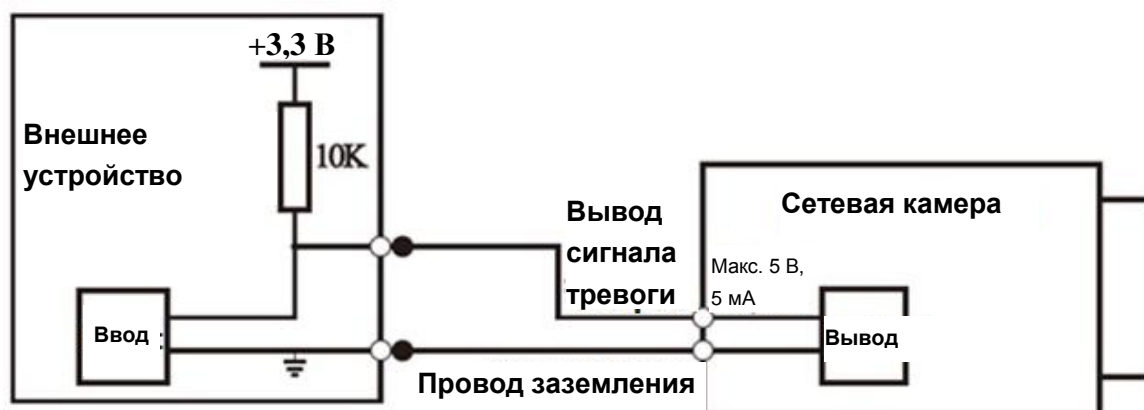 +3,3 В
Внешнее
устройство
10K
Ввод
Вывод
сигнала
тревоги
Провод заземления
Сетевая камера
Макс. 5 В,
5 мА
Вывод